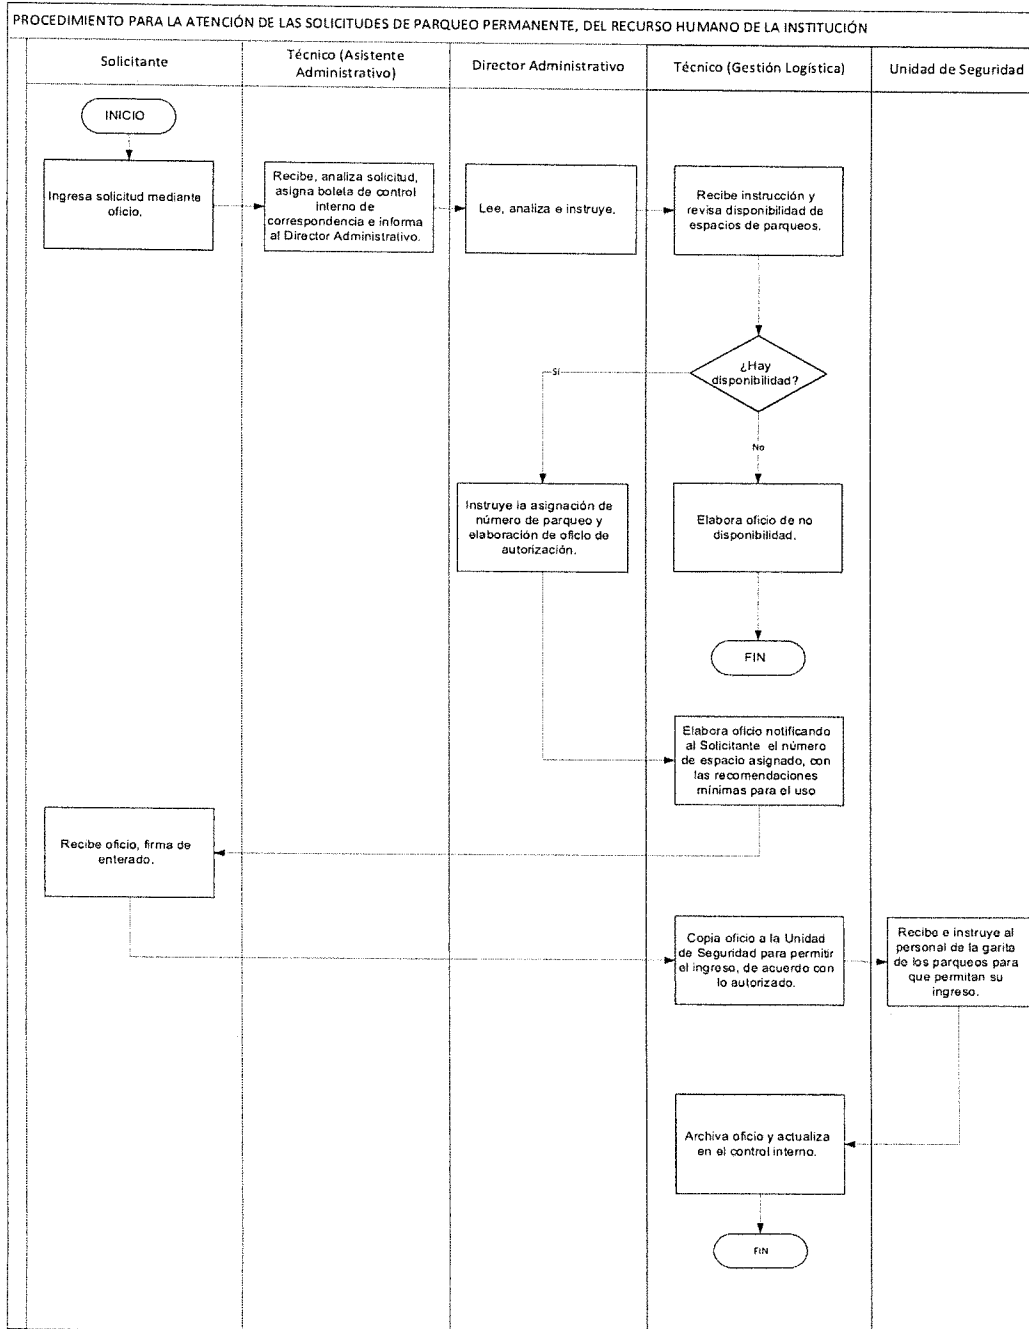 PROCEDIMIENTO PARA LA ATENCIÓN DE LAS SOLICITUDES DE PARQUEO PERMANENTE, DEL RECURSO HUMANO DE LA INSTITUCIÓN
Solicitante
Técnico (Asistente
Administrativo)
Director Administrativo
Técnico (Gestión Logística)
Unidad de Seguridad
INICIO
Ingresa solicitud mediante
oficio.
Recibe, analiza solicitud,
asigna boleta de control
interno de
correspondencia e informa
al Director Administrativo.
Lee, analiza e instruye.
Recibe instrucción y
revisa disponibilidad de
espacios de parqueos.
¿Hay
disponibilidad?
Sí
No
Instruye la asignación de
número de parqueo y
elaboración de oficio de
autorización.
Elabora oficio de no
disponibilidad.
FIN
Elabora oficio notificando
al Solicitante el número
de espacio asignado, con
las recomendaciones
mínimas para el uso
Recibe oficio, firma de
enterado.
Copia oficio a la Unidad
de Seguridad para permitir
el ingreso, de acuerdo con
lo autorizado.
Recibe e instruye al
personal de la garita
de los parqueos para
que permitan su
ingreso.
Archiva oficio y actualiza
en el control interno.
FIN